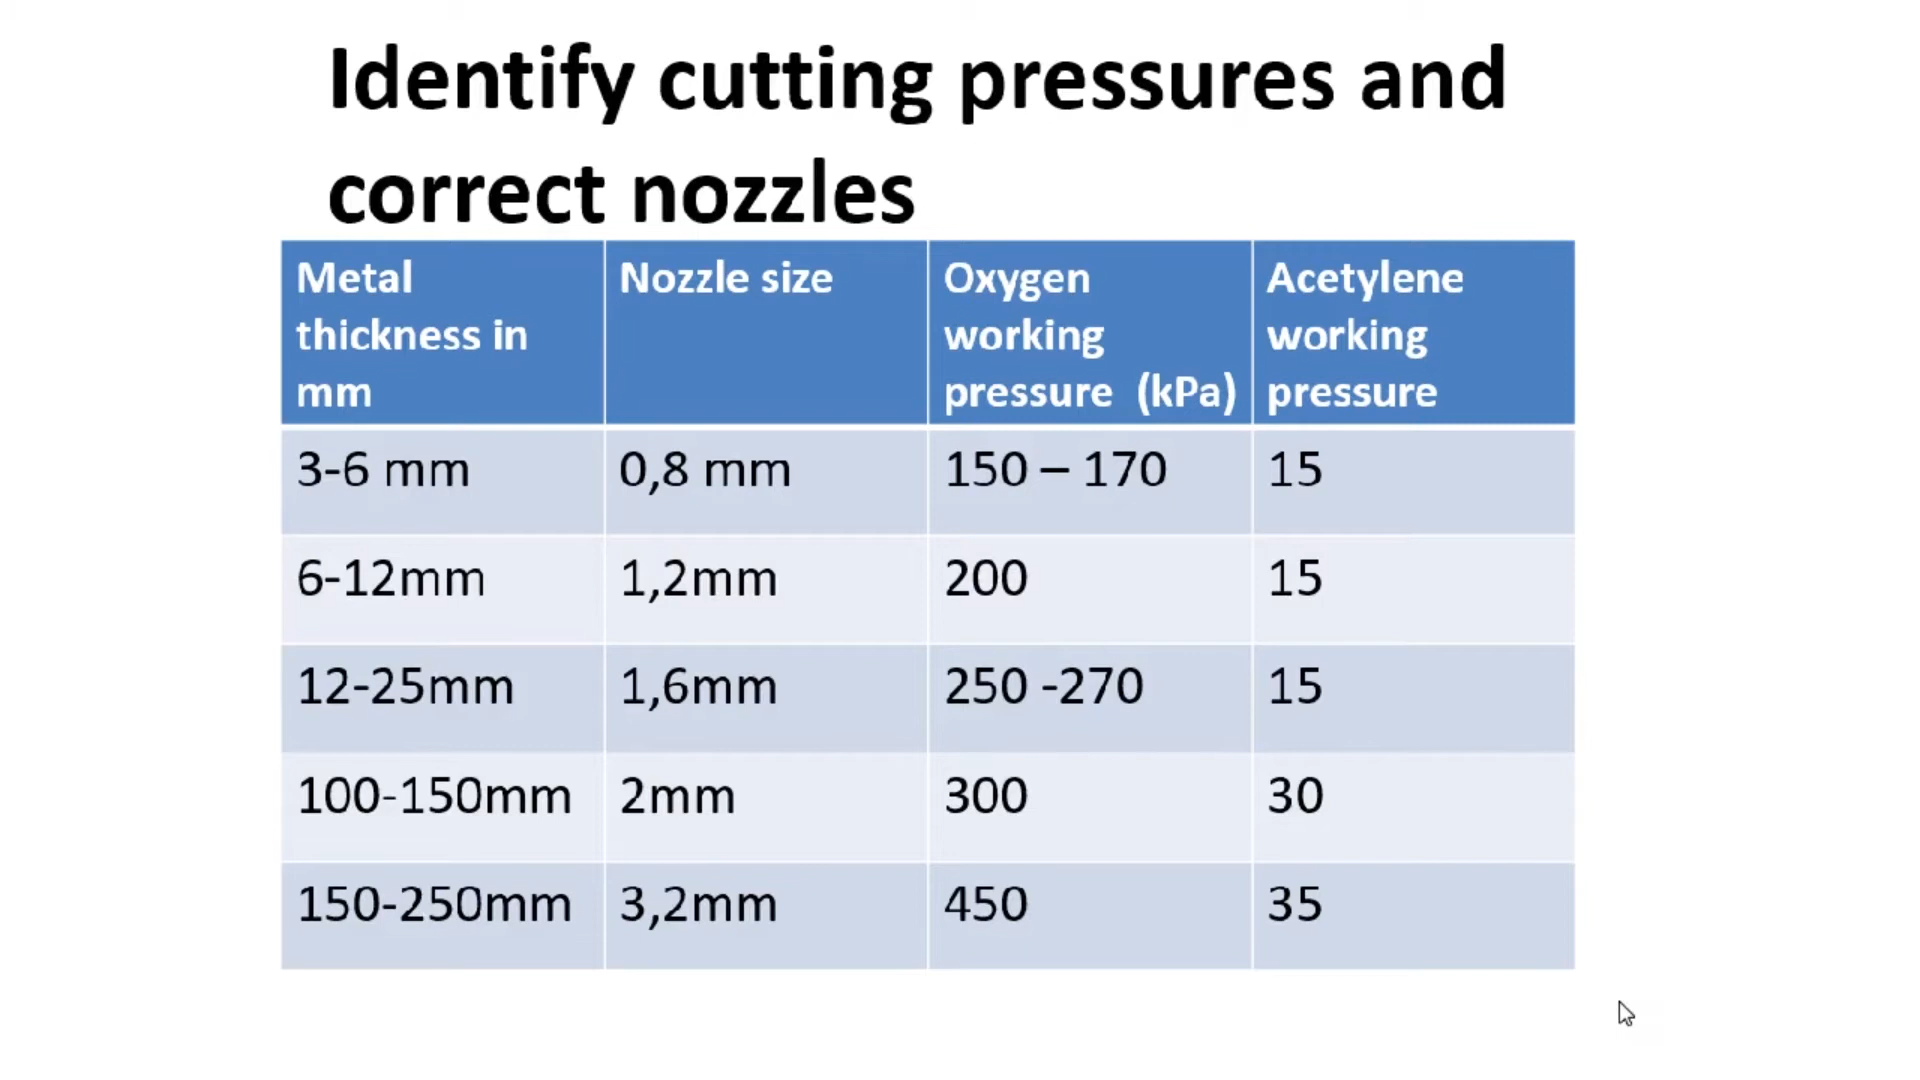 Identify cutting pressures and
correct nozzles
Metal thickness in mm | Nozzle size | Oxygen working pressure (kPa) | Acetylene working pressure
3-6 mm | 0,8 mm | 150 – 170 | 15
6-12mm | 1,2mm | 200 | 15
12-25mm | 1,6mm | 250 -270 | 15
100-150mm | 2mm | 300 | 30
150-250mm | 3,2mm | 450 | 35